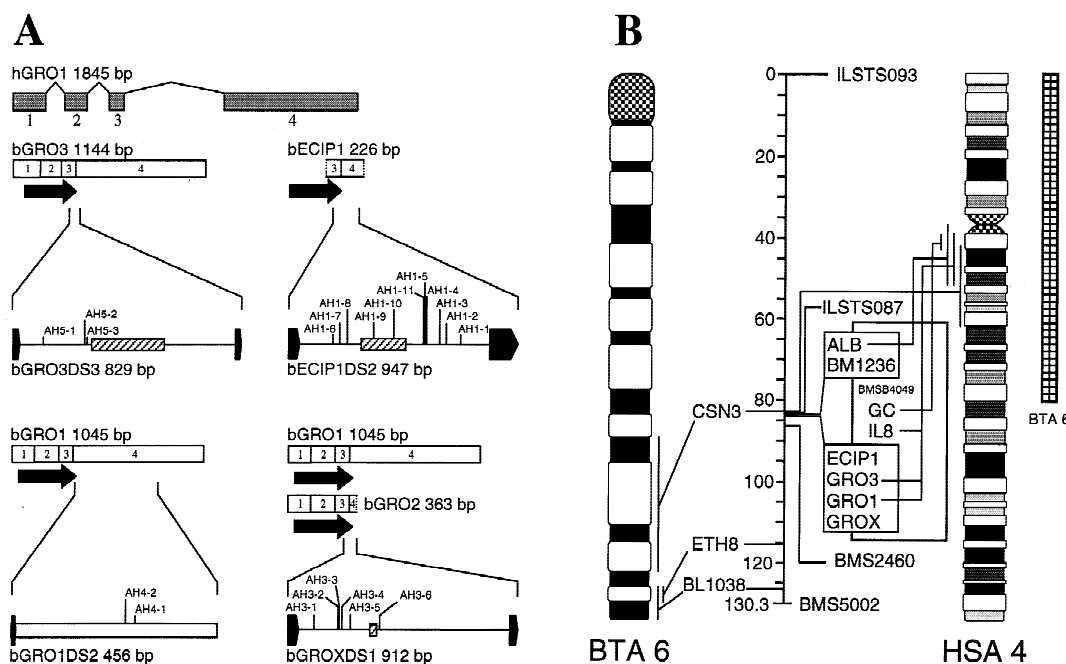 A
hGRO1 1845 bp
1 2 3 4
bGRO3 1144 bp
1 2 3 4
bECIP1 226 bp
3 4
AH5-1
AH5-2
AH5-3
bGRO3DS3 829 bp
AH1-5
AH1-11 AH1-4
AH1-8 AH1-10 AH1-3
AH1-7 AH1-9 AH1-2
AH1-6 AH1-1
bECIP1DS2 947 bp
bGRO1 1045 bp
1 2 3 4
AH4-2
AH4-1
bGRO1DS2 456 bp
bGRO1 1045 bp
1 2 3 4
1 2 3 4 bGRO2 363 bp
AH3-3
AH3-2 AH3-4 AH3-6
AH3-1 AH3-5
bGROXDS1 912 bp
B
0 ILSTS093
20
40
ILSTS087
60
ALB
BM1236
BMSB4049
80
CSN3
GC
IL8
ECIP1
GRO3
100
GRO1
GROX
ETH8
120
BMS2460
BL1038
130.3 BMS5002
BTA 6
HSA 4
BTA 6